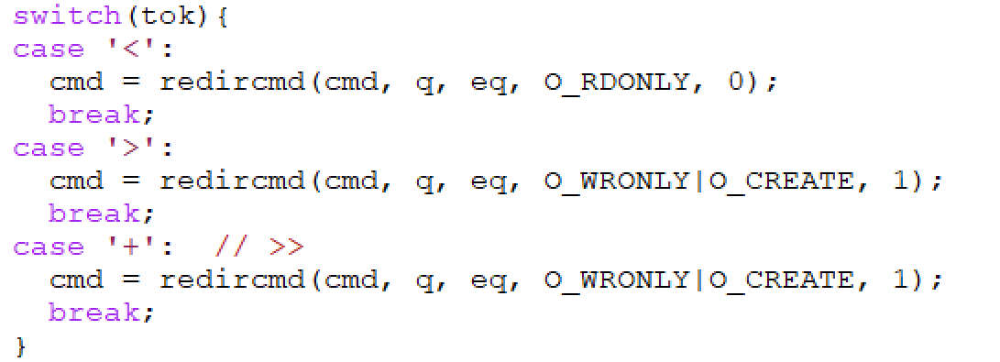 switch(tok){
case '<':
  cmd = redircmd(cmd, q, eq, O_RDONLY, 0);
  break;
case '>':
  cmd = redircmd(cmd, q, eq, O_WRONLY|O_CREATE, 1);
  break;
case '+':  // >>
  cmd = redircmd(cmd, q, eq, O_WRONLY|O_CREATE, 1);
  break;
}